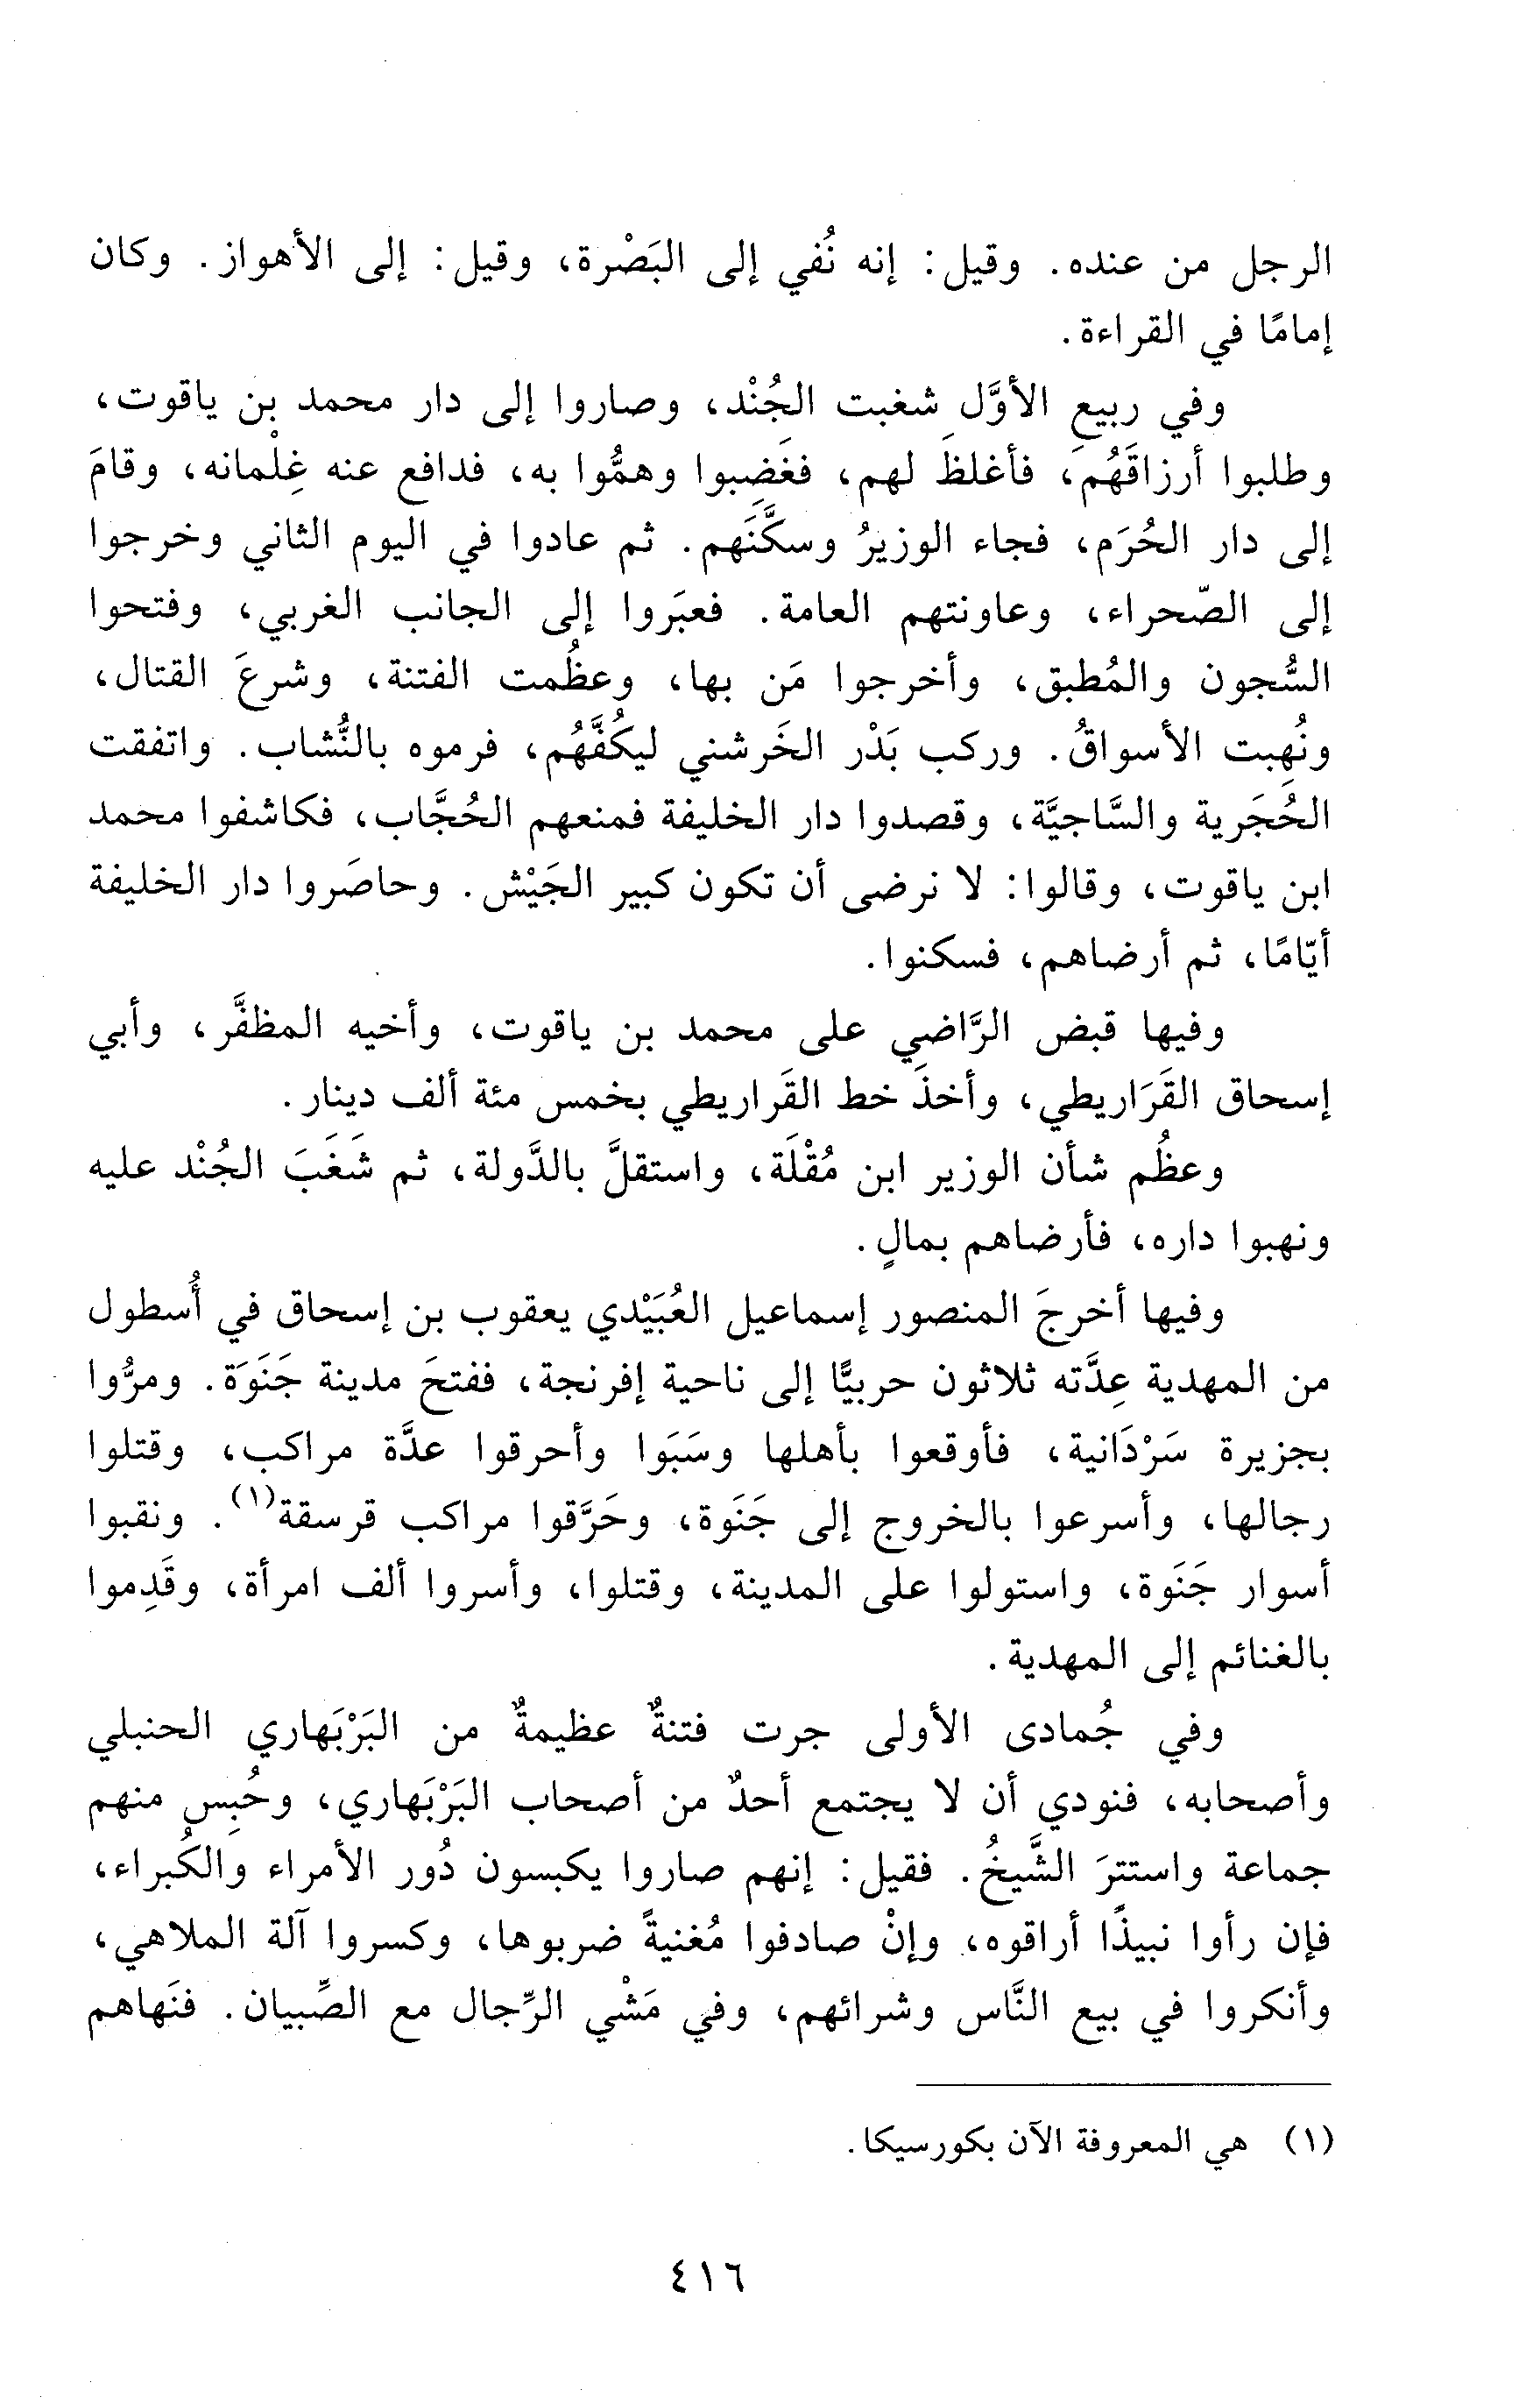 الرجل من عنده. وقيل: إنه نُفي إلى البَصْرة، وقيل: إلى الأهواز. وكان
إمامًا في القراءة.
وفي ربيعِ الأوَّل شغبت الجُنْد، وصاروا إلى دار محمد بن ياقوت،
وطلبوا أرزاقَهُم، فأغلظَ لهم، فغَضِبوا وهمُّوا به، فدافع عنه غِلْمانه، وقامَ
إلى دار الحُرَم، فجاء الوزيرُ وسكَّنَهم. ثم عادوا في اليوم الثاني وخرجوا
إلى الصّحراء، وعاونتهم العامة. فعبَروا إلى الجانب الغربي، وفتحوا
السُّجون والمُطبق، وأخرجوا مَن بها، وعظُمت الفتنة، وشرعَ القتال،
ونُهِبت الأسواقُ. وركب بَدْر الخَرشني ليكُفَّهُم، فرموه بالنُّشاب. واتفقت
الحُجَرية والسَّاجيَّة، وقصدوا دار الخليفة فمنعهم الحُجَّاب، فكاشفوا محمد
ابن ياقوت، وقالوا: لا نرضى أن تكون كبير الجَيْش. وحاصَروا دار الخليفة
أيّامًا، ثم أرضاهم، فسكنوا.
وفيها قبض الرَّاضي على محمد بن ياقوت، وأخيه المظفَّر، وأبي
إسحاق القَرَاريطي، وأخذَ خط القَراريطي بخمس مئة ألف دينار.
وعظُم شأن الوزير ابن مُقْلَة، واستقلَّ بالدَّولة، ثم شَغَبَ الجُنْد عليه
ونهبوا داره، فأرضاهم بمالٍ.
وفيها أخرجَ المنصور إسماعيل العُبَيْدي يعقوب بن إسحاق في أُسطول
من المهدية عِدَّته ثلاثون حربيًّا إلى ناحية إفرنجة، ففتحَ مدينة جَنَوَة. ومرُّوا
بجزيرة سَرْدَانية، فأوقعوا بأهلها وسَبَوا وأحرقوا عدَّة مراكب، وقتلوا
رجالها، وأسرعوا بالخروج إلى جَنَوة، وحَرَّقوا مراكب قرسقة(١). ونقبوا
أسوار جَنَوة، واستولوا على المدينة، وقتلوا، وأسروا ألف امرأة، وقَدِموا
بالغنائم إلى المهدية.
وفي جُمادى الأولى جرت فتنةٌ عظيمةٌ من البَرْبَهاري الحنبلي
وأصحابه، فنودي أن لا يجتمع أحدٌ من أصحاب البَرْبَهاري، وحُبِس منهم
جماعة واستترَ الشَّيخُ. فقيل: إنهم صاروا يكبسون دُور الأمراء والكُبراء،
فإن رأوا نبيذًا أراقوه، وإنْ صادفوا مُغنيةً ضربوها، وكسروا آلة الملاهي،
وأنكروا في بيع النَّاس وشرائهم، وفي مَشْي الرِّجال مع الصِّبيان. فنَهاهم
(١) هي المعروفة الآن بكورسيكا.
٤١٦